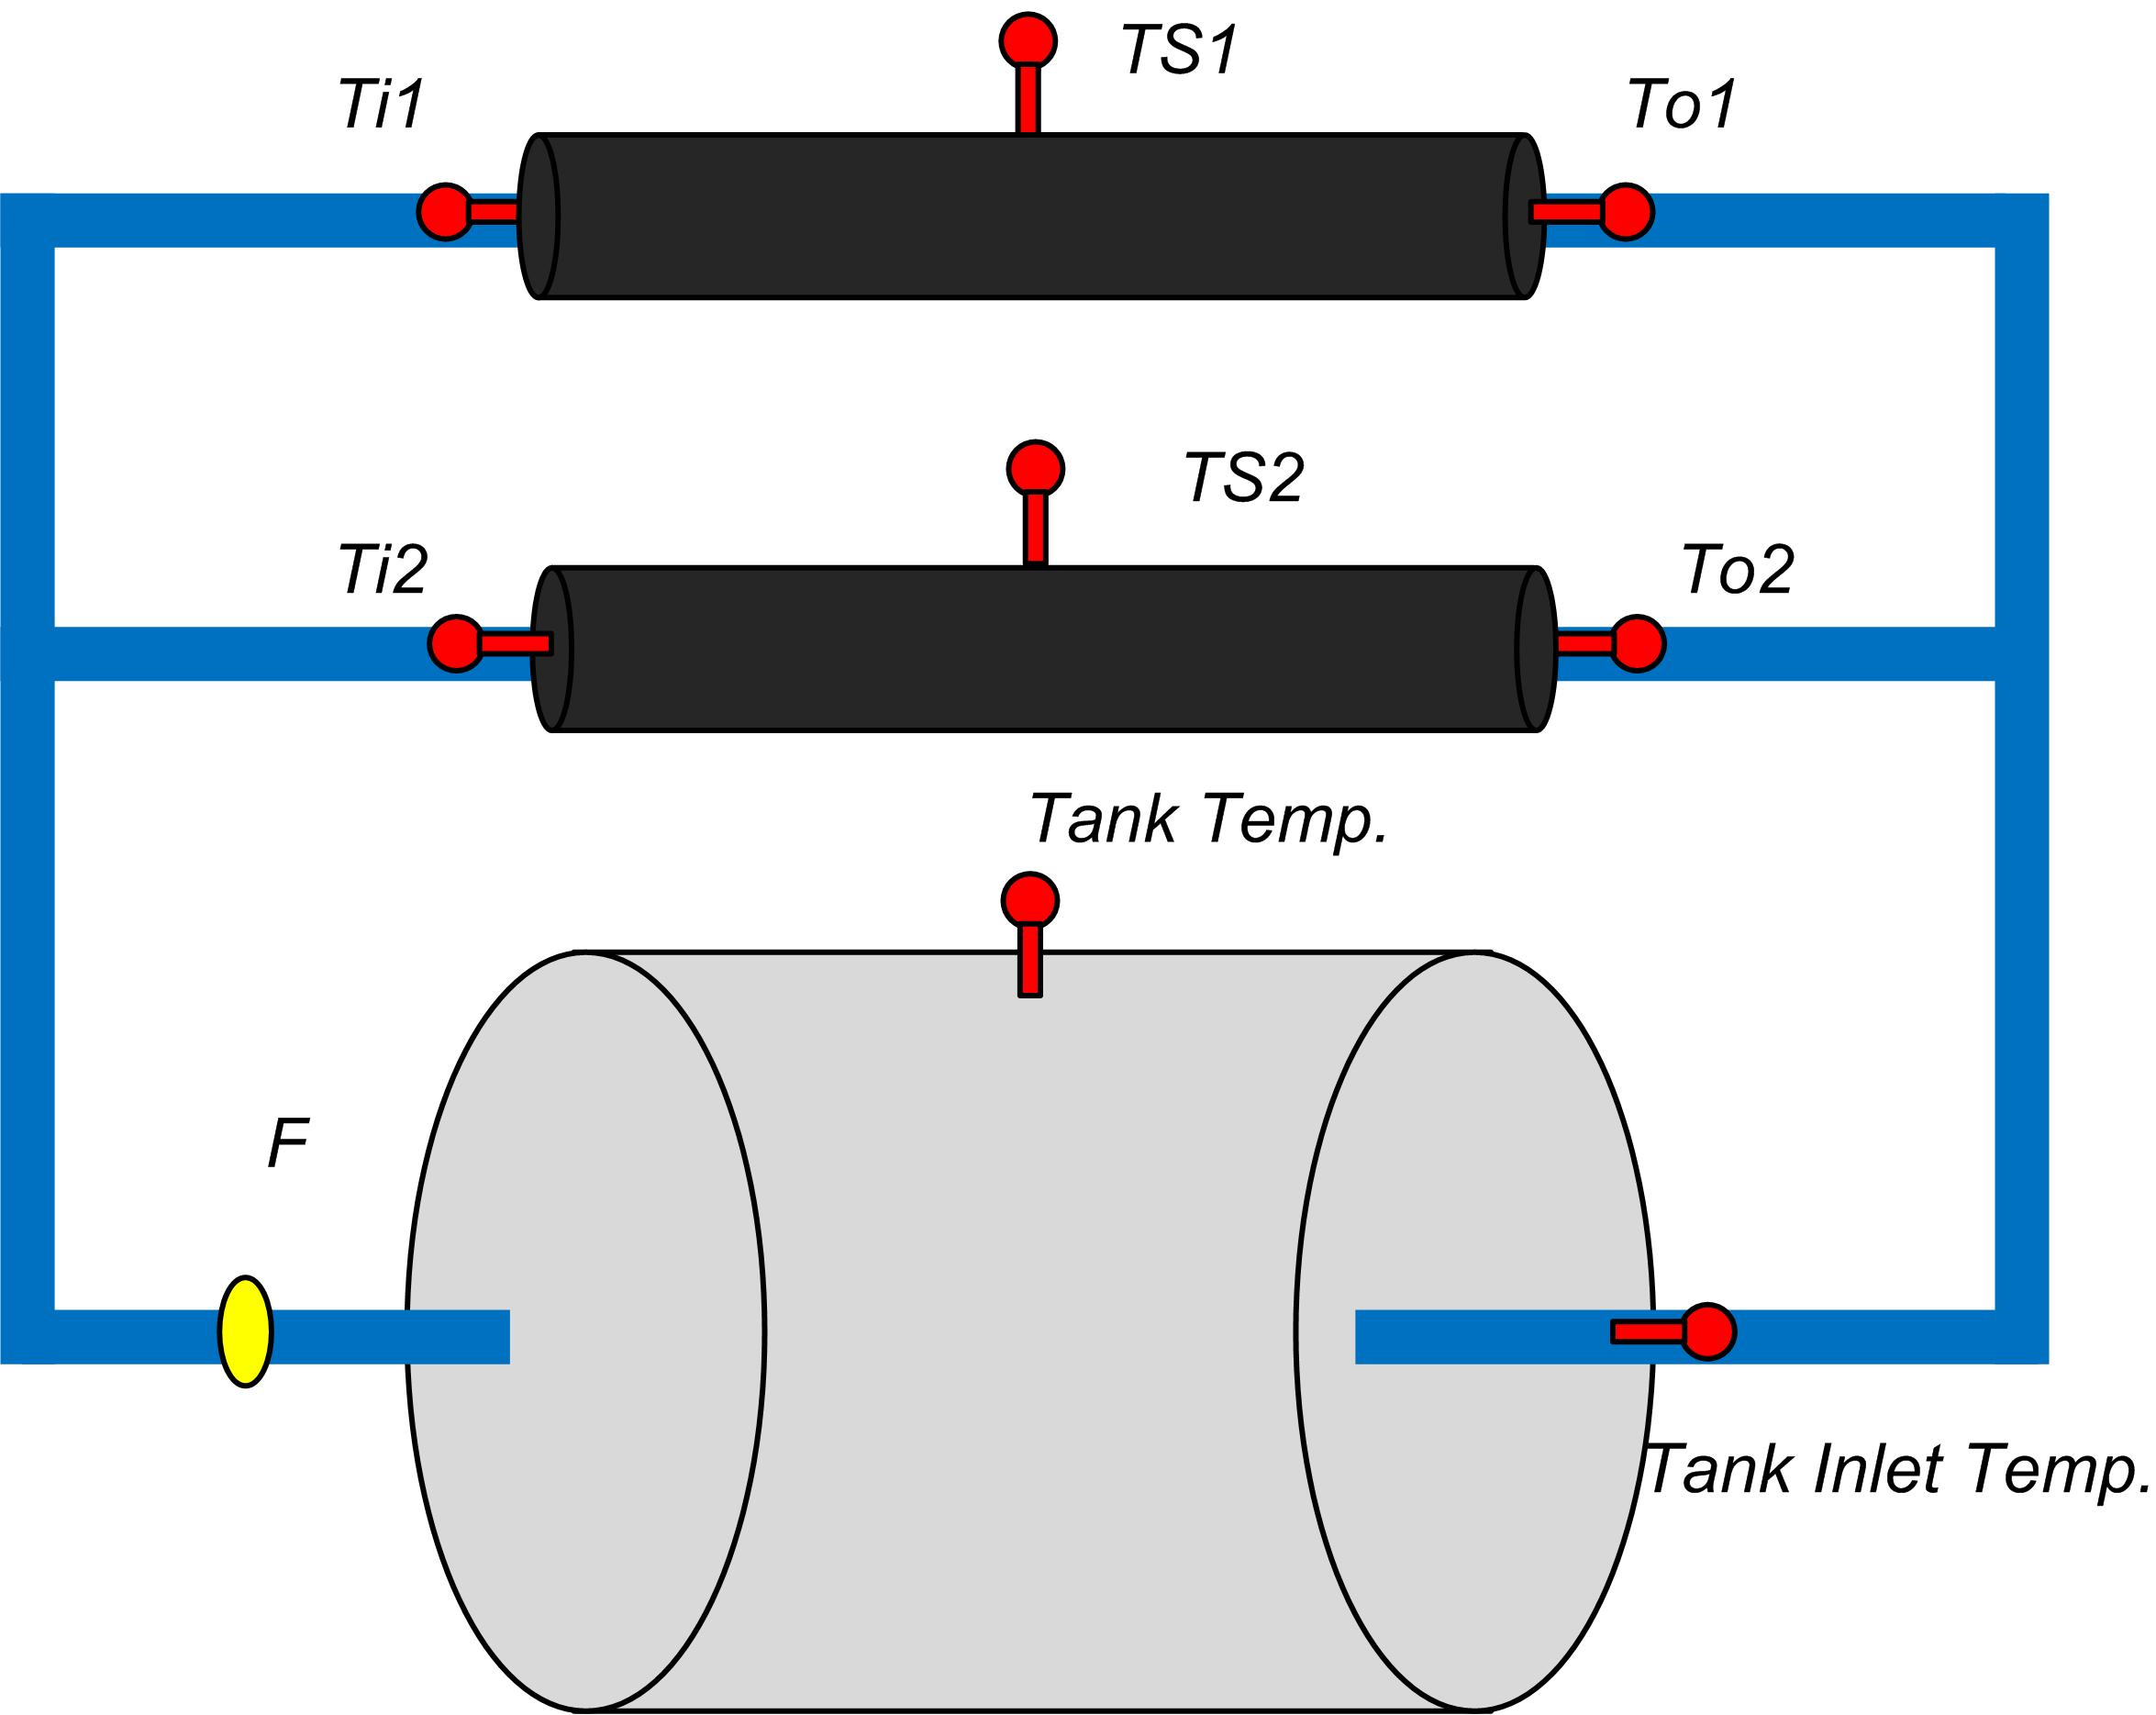 TS1
Ti1
To1
TS2
Ti2
To2
Tank Temp.
F
Tank Inlet Temp.